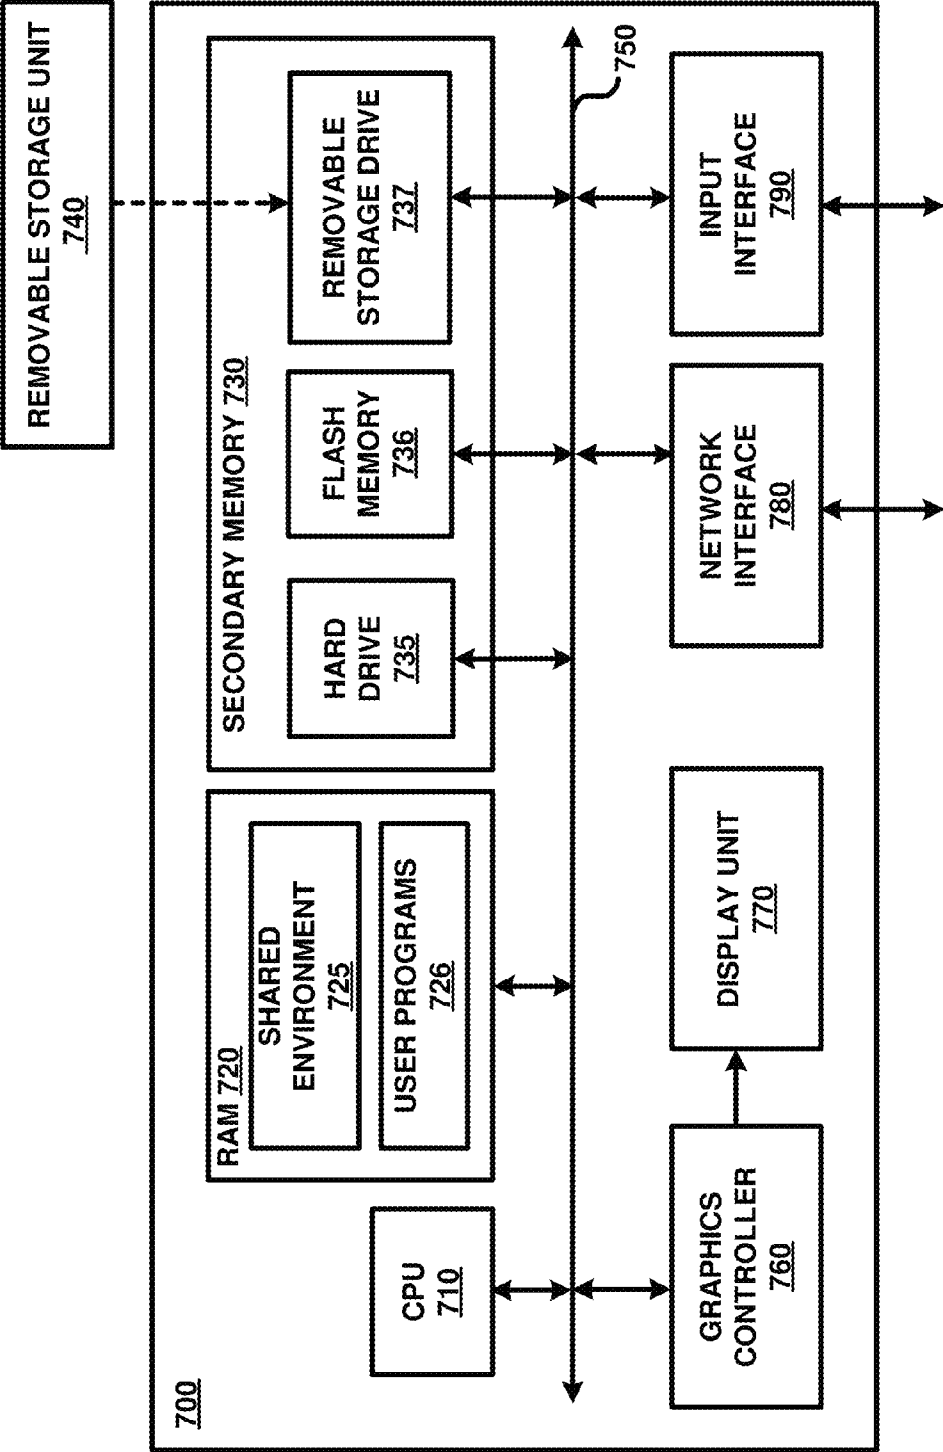 700
CPU
710
RAM 720
SHARED
ENVIRONMENT
725
USER PROGRAMS
726
SECONDARY MEMORY 730
HARD
DRIVE
735
FLASH
MEMORY
736
REMOVABLE
STORAGE DRIVE
737
REMOVABLE STORAGE UNIT
740
750
GRAPHICS
CONTROLLER
760
DISPLAY UNIT
770
NETWORK
INTERFACE
780
INPUT
INTERFACE
790